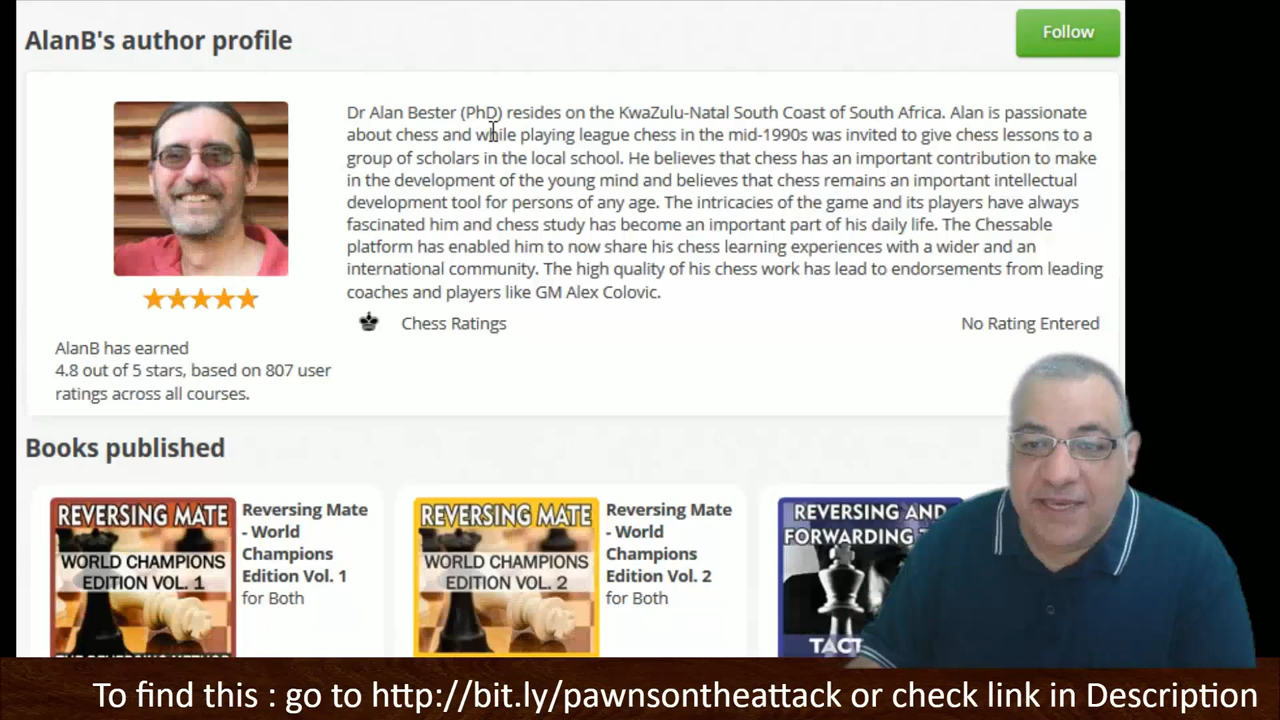 AlanB's author profile
Follow
Dr Alan Bester (PhD) resides on the KwaZulu-Natal South Coast of South Africa. Alan is passionate
about chess and while playing league chess in the mid-1990s was invited to give chess lessons to a
group of scholars in the local school. He believes that chess has an important contribution to make
in the development of the young mind and believes that chess remains an important intellectual
development tool for persons of any age. The intricacies of the game and its players have always
fascinated him and chess study has become an important part of his daily life. The Chessable
platform has enabled him to now share his chess learning experiences with a wider and an
international community. The high quality of his chess work has lead to endorsements from leading
coaches and players like GM Alex Colovic.
Chess Ratings
No Rating Entered
AlanB has earned
4.8 out of 5 stars, based on 807 user
ratings across all courses.
Books published
REVERSING MATE
WORLD CHAMPIONS
EDITION VOL. 1
Reversing Mate
- World
Champions
Edition Vol. 1
for Both
REVERSING MATE
WORLD CHAMPIONS
EDITION VOL. 2
Reversing Mate
- World
Champions
Edition Vol. 2
for Both
REVERSING AND
FORWARDING
To find this : go to http://bit.ly/pawnsontheattack or check link in Description